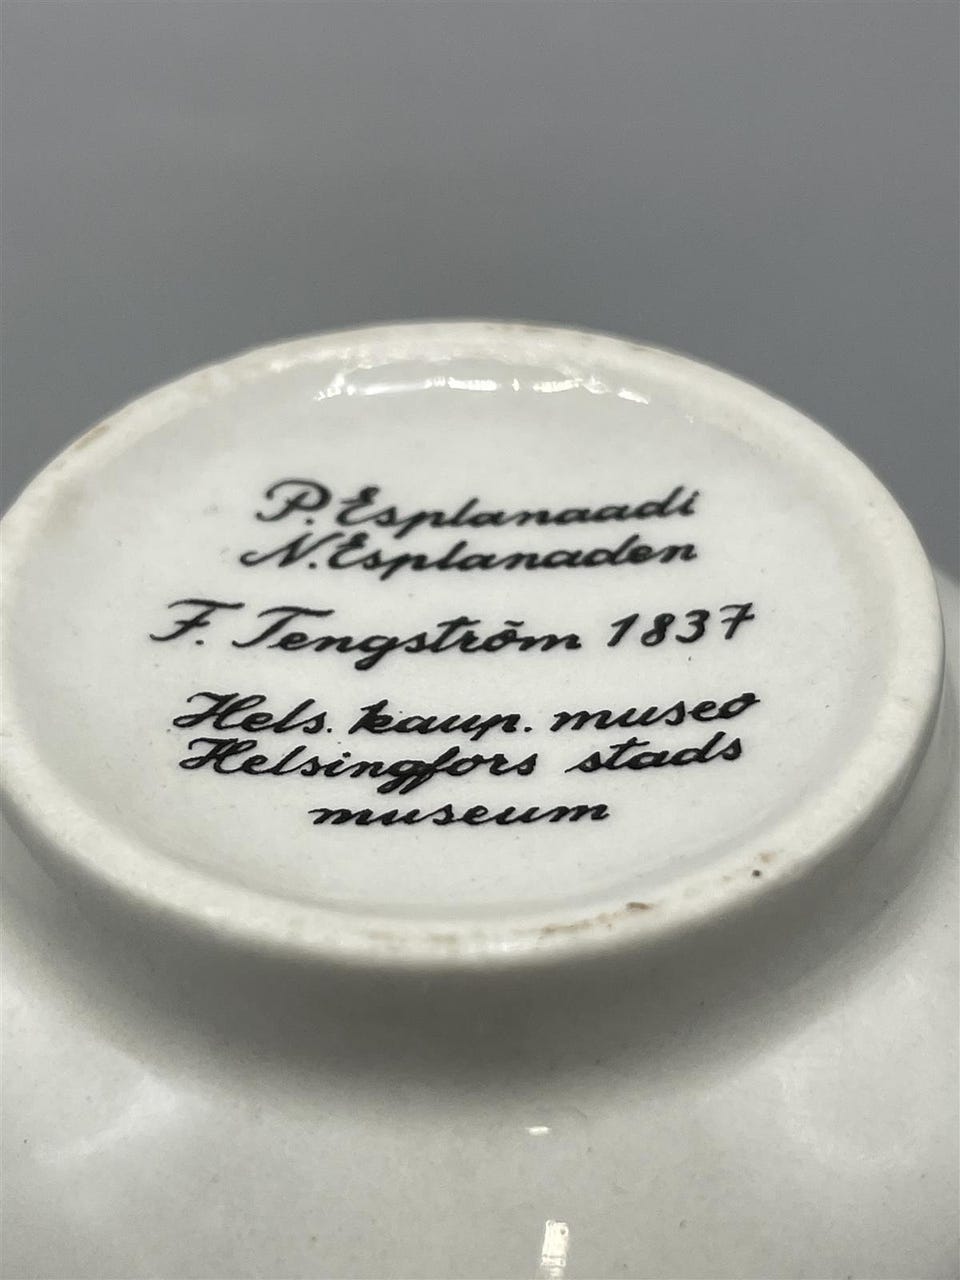 P. Esplanaadi
N. Esplanaden
F. Tengström 1837
Hels. kaup. museo
Helsingfors stads
museum